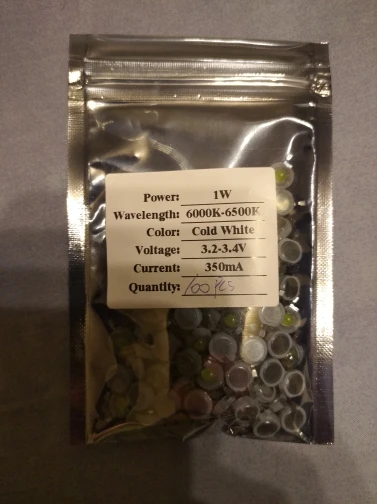 Power: 1W
Wavelength: 6000K-6500K
Color: Cold White
Voltage: 3.2-3.4V
Current: 350mA
Quantity: 100PCS